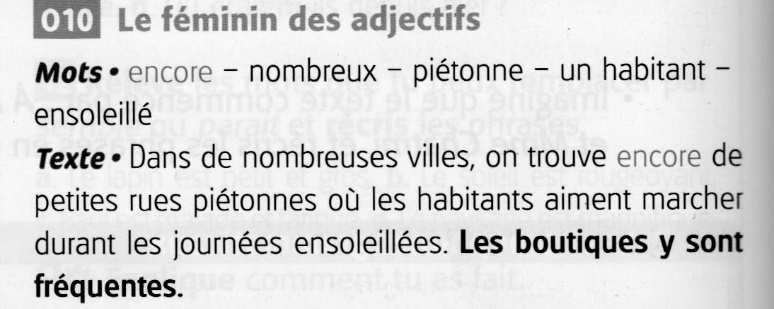 010 Le féminin des adjectifs
Mots • encore – nombreux – piétonne – un habitant –
ensoleillé
Texte • Dans de nombreuses villes, on trouve encore de
petites rues piétonnes où les habitants aiment marcher
durant les journées ensoleillées. Les boutiques y sont
fréquentes.